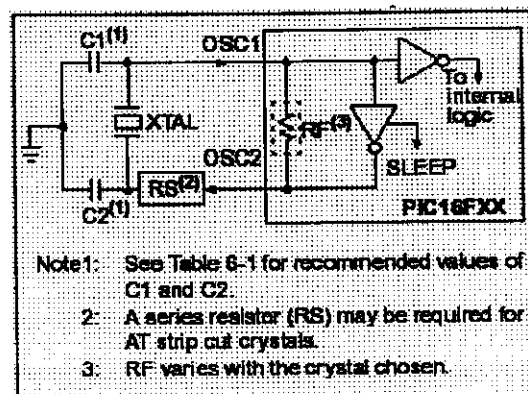 C1(1)
OSC1
To
internal
logic
XTAL
RF(3)
OSC2
SLEEP
RS(2)
C2(1)
PIC16FXX
Note1: See Table 6-1 for recommended values of
C1 and C2.
2: A series resister (RS) may be required for
AT strip cut crystals.
3: RF varies with the crystal chosen.